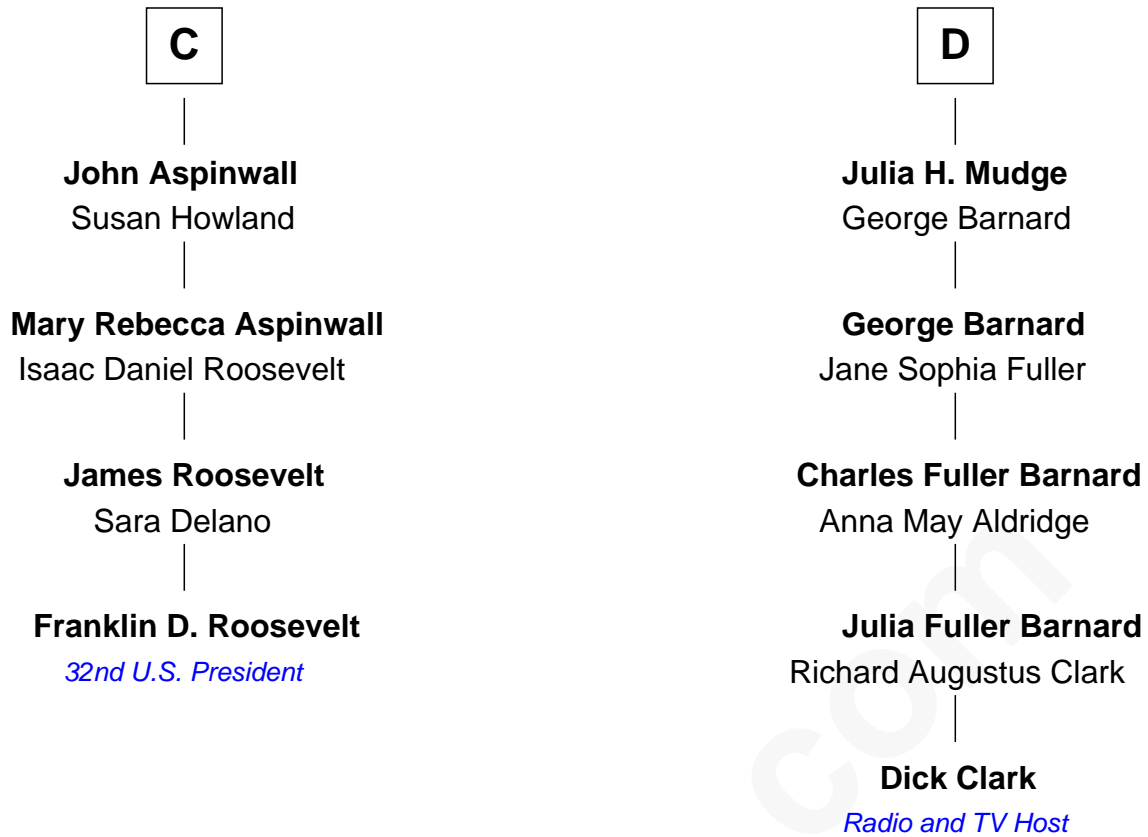 C
John Aspinwall
Susan Howland
Mary Rebecca Aspinwall
Isaac Daniel Roosevelt
James Roosevelt
Sara Delano
Franklin D. Roosevelt
32nd U.S. President
D
Julia H. Mudge
George Barnard
George Barnard
Jane Sophia Fuller
Charles Fuller Barnard
Anna May Aldridge
Julia Fuller Barnard
Richard Augustus Clark
Dick Clark
Radio and TV Host
com